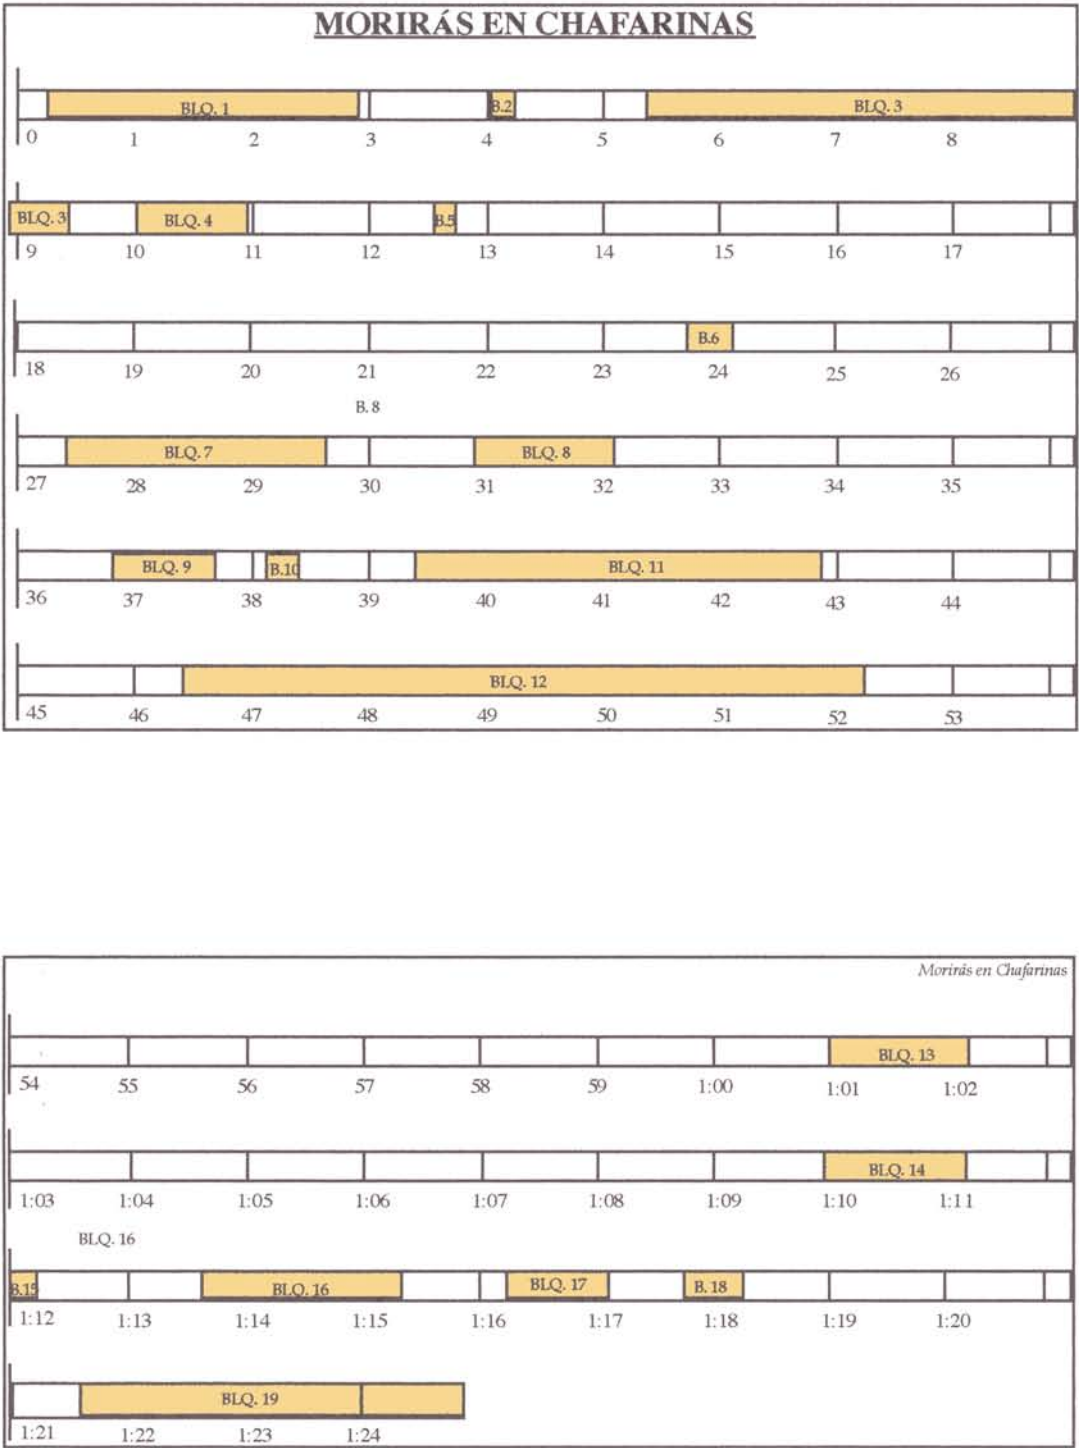 MORIRÁS EN CHAFARINAS
BLQ. 1 B.2 BLQ. 3
0 1 2 3 4 5 6 7 8
BLQ. 3 BLQ. 4 B.5
9 10 11 12 13 14 15 16 17
B.6
18 19 20 21 22 23 24 25 26
B. 8
BLQ. 7 BLQ. 8
27 28 29 30 31 32 33 34 35
BLQ. 9 B.10 BLQ. 11
36 37 38 39 40 41 42 43 44
BLQ. 12
45 46 47 48 49 50 51 52 53
Morirás en Chafarinas
BLQ. 13
54 55 56 57 58 59 1:00 1:01 1:02
BLQ. 14
1:03 1:04 1:05 1:06 1:07 1:08 1:09 1:10 1:11
BLQ. 16
B.15 BLQ. 16 BLQ. 17 B. 18
1:12 1:13 1:14 1:15 1:16 1:17 1:18 1:19 1:20
BLQ. 19
1:21 1:22 1:23 1:24